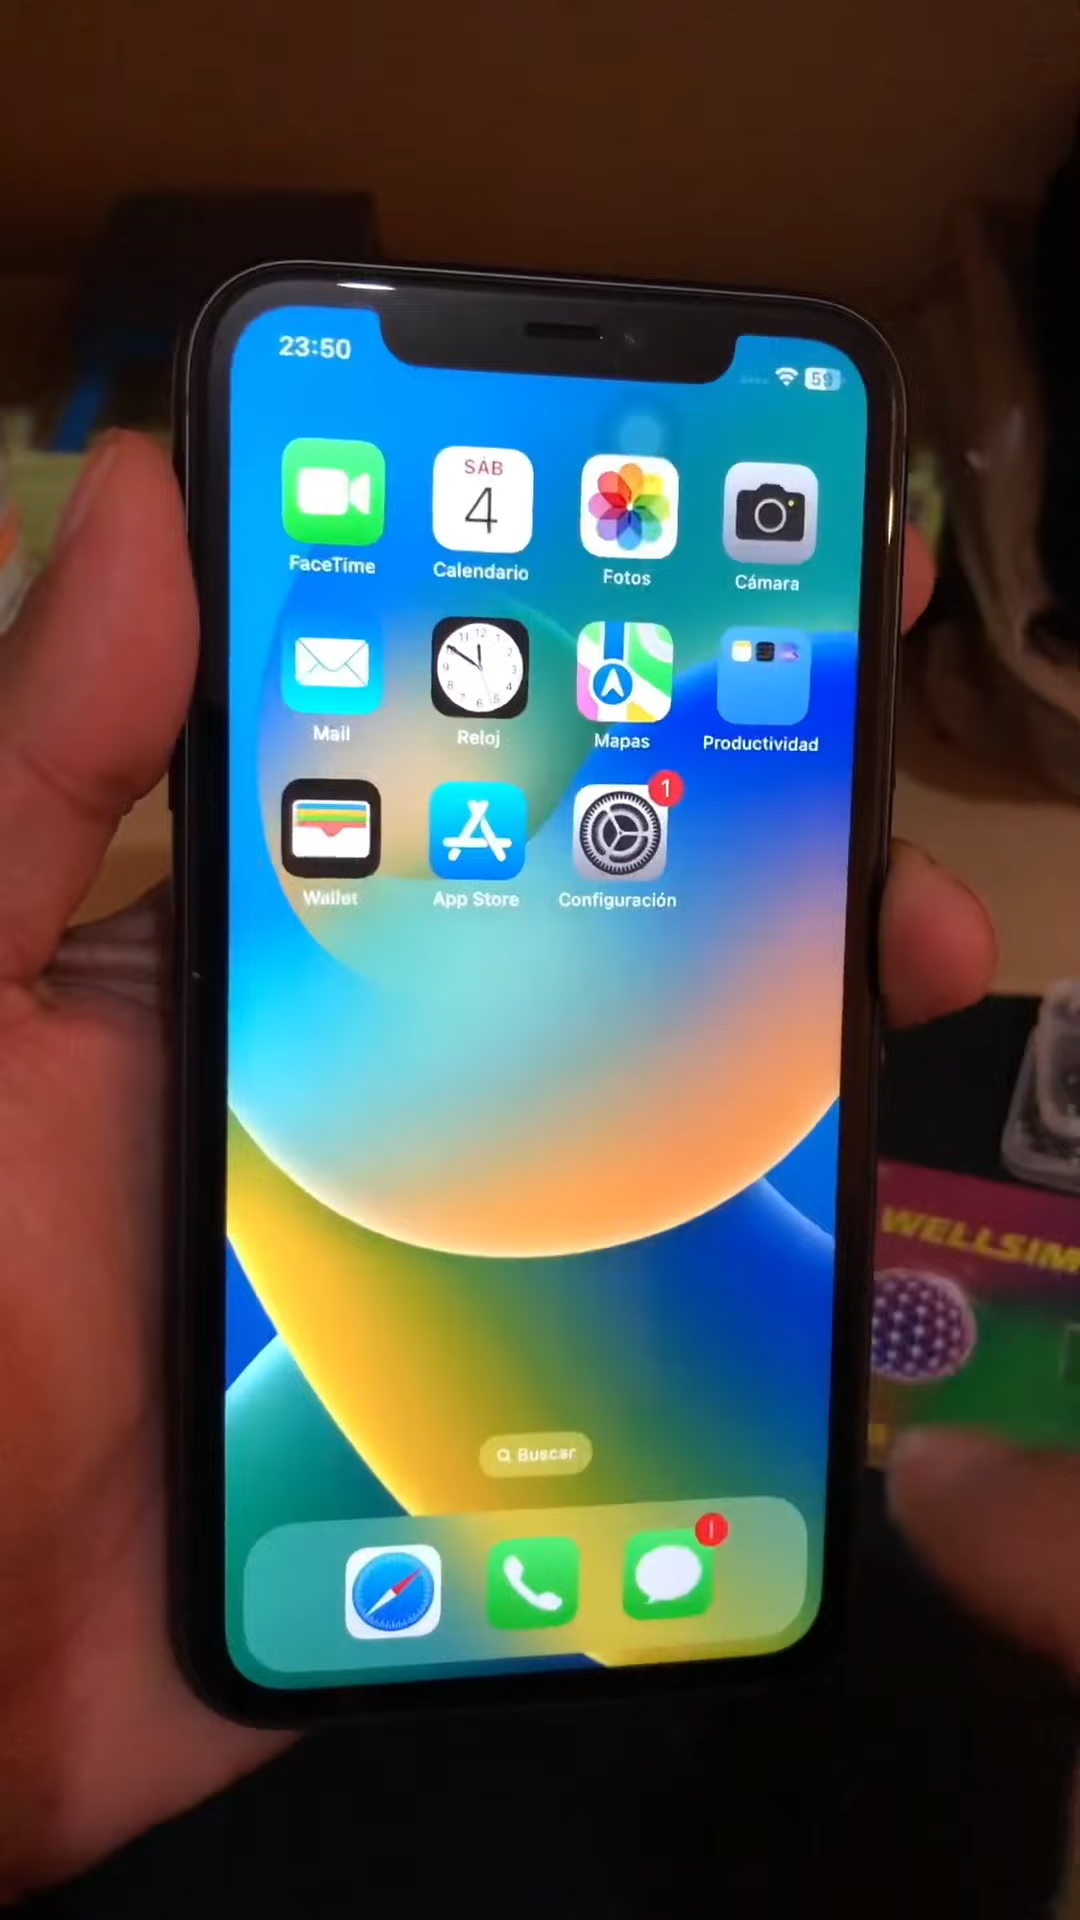 23:50
59
SÁB
4
FaceTime
Calendario
Fotos
Cámara
Mail
Reloj
Mapas
Productividad
1
Wallet
App Store
Configuración
WELLSIM
Buscar